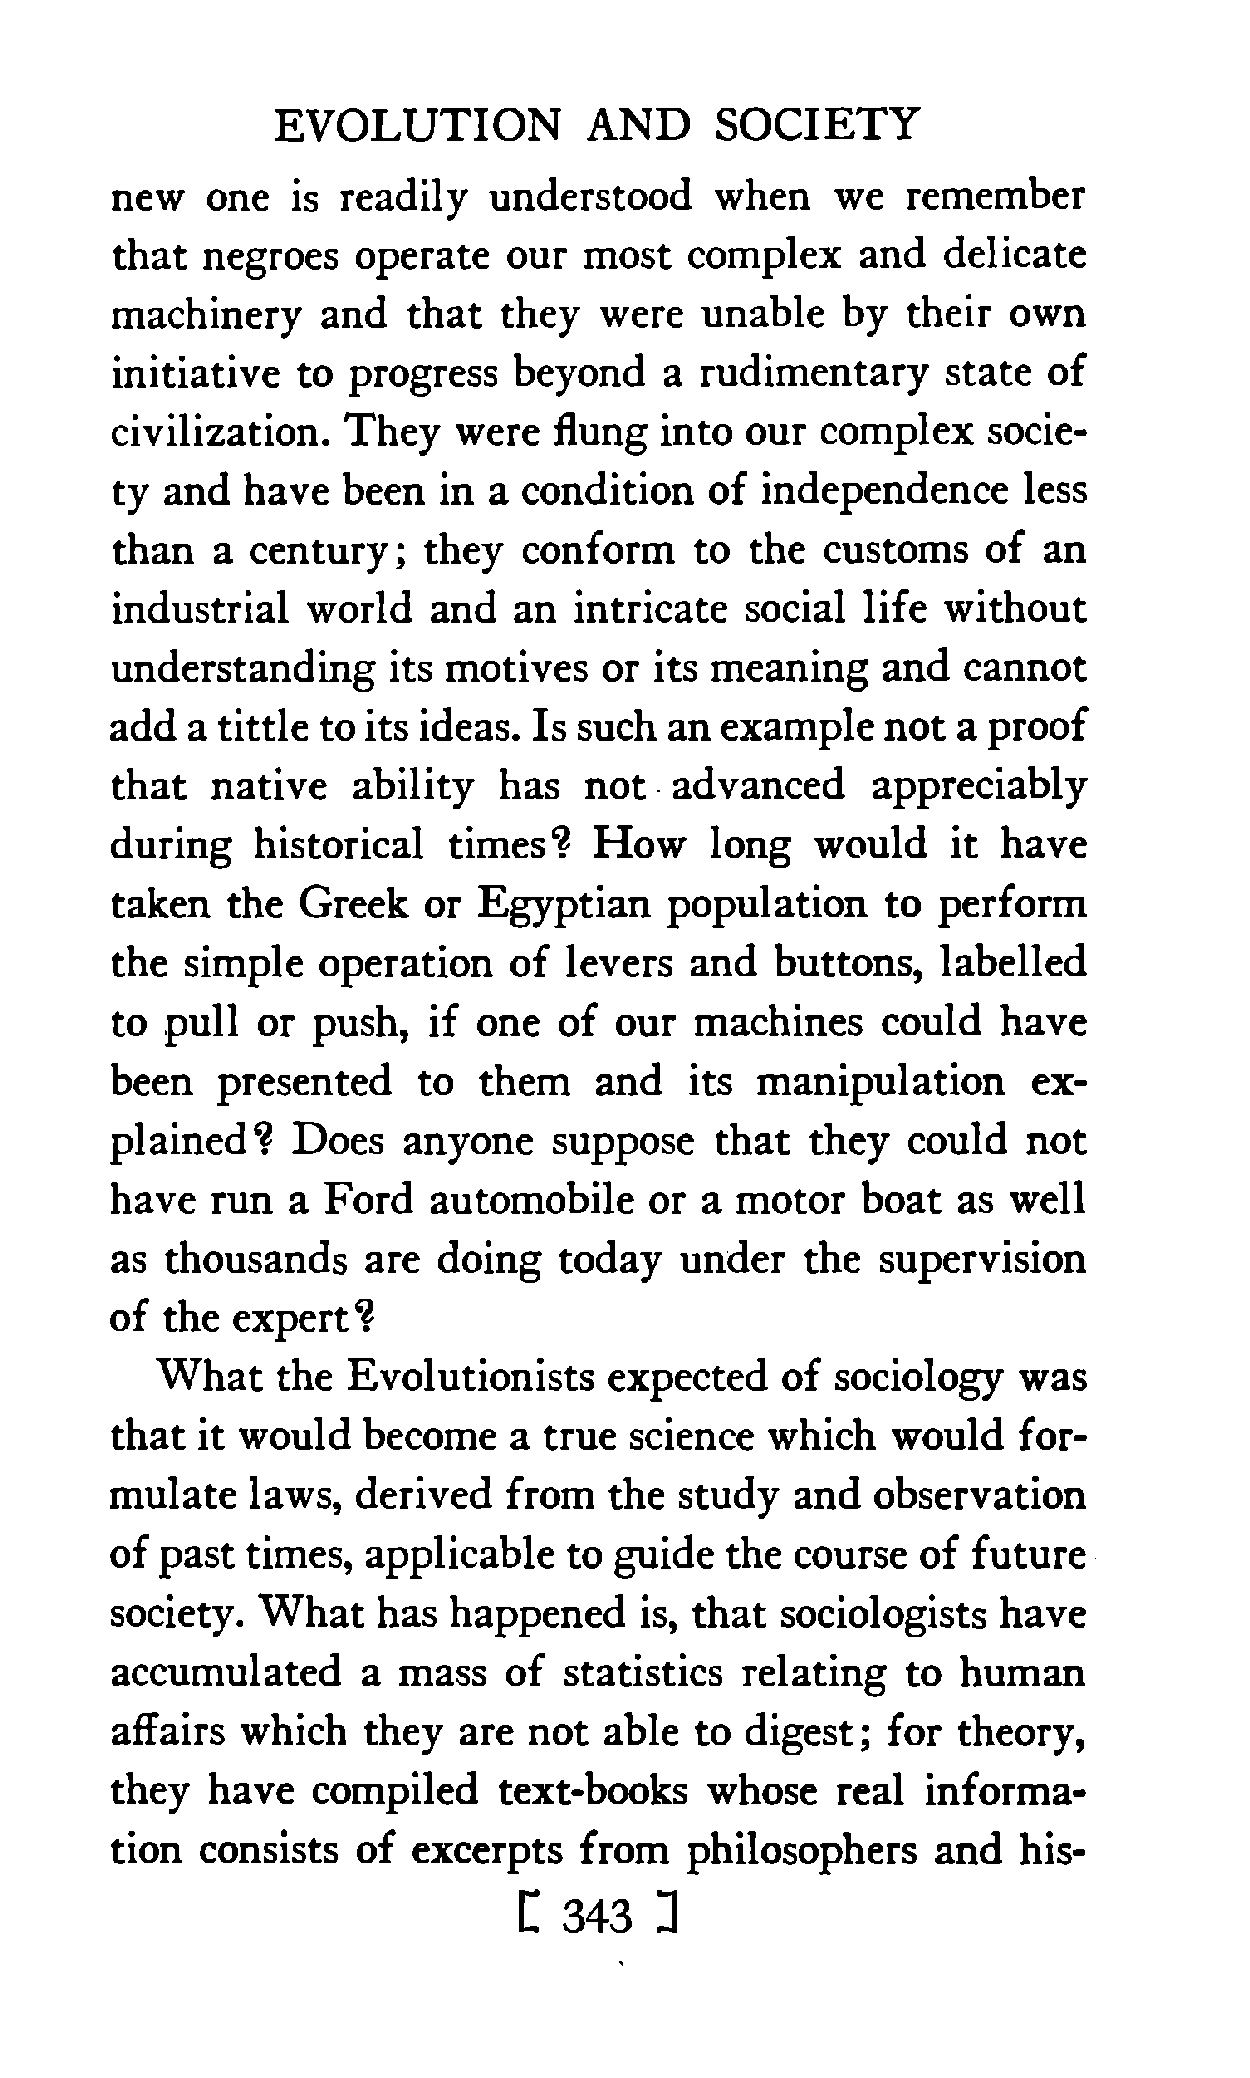 EVOLUTION AND SOCIETY
new one is readily understood when we remember
that negroes operate our most complex and delicate
machinery and that they were unable by their own
initiative to progress beyond a rudimentary state of
civilization. They were flung into our complex socie-
ty and have been in a condition of independence less
than a century; they conform to the customs of an
industrial world and an intricate social life without
understanding its motives or its meaning and cannot
add a tittle to its ideas. Is such an example not a proof
that native ability has not advanced appreciably
during historical times? How long would it have
taken the Greek or Egyptian population to perform
the simple operation of levers and buttons, labelled
to pull or push, if one of our machines could have
been presented to them and its manipulation ex-
plained? Does anyone suppose that they could not
have run a Ford automobile or a motor boat as well
as thousands are doing today under the supervision
of the expert?
What the Evolutionists expected of sociology was
that it would become a true science which would for-
mulate laws, derived from the study and observation
of past times, applicable to guide the course of future
society. What has happened is, that sociologists have
accumulated a mass of statistics relating to human
affairs which they are not able to digest; for theory,
they have compiled text-books whose real informa-
tion consists of excerpts from philosophers and his-
[ 343 ]